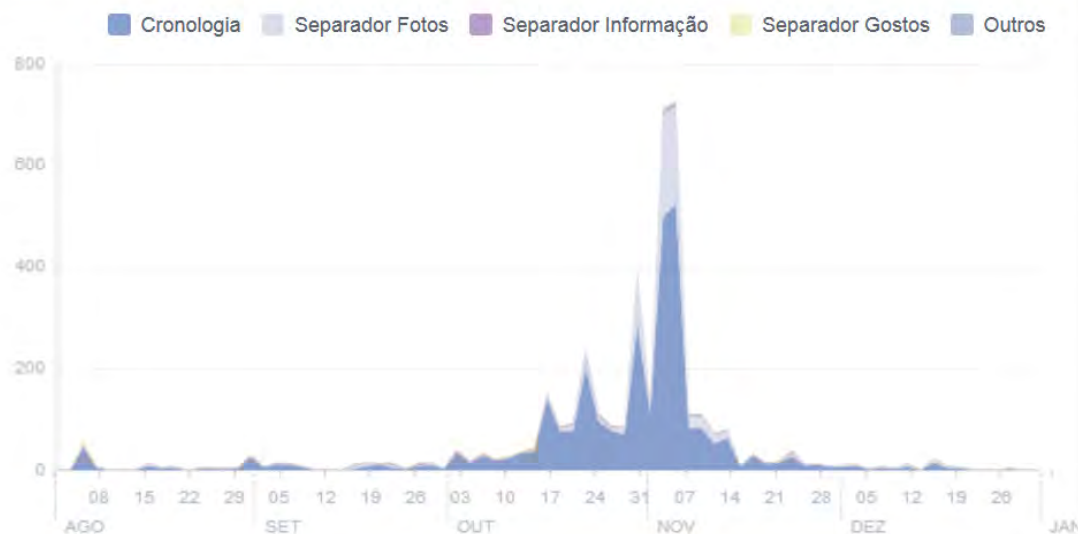 Cronologia Separador Fotos Separador Informação Separador Gostos Outros
800
600
400
200
0
08 15 22 29 05 12 19 26 03 10 17 24 31 07 14 21 28 05 12 19 26
AGO SET OUT NOV DEZ JAN